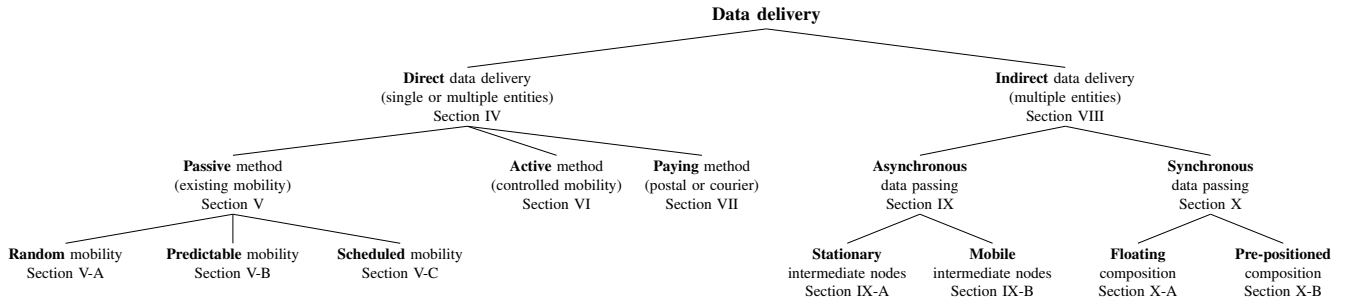 Data delivery
Direct data delivery
(single or multiple entities)
Section IV
Indirect data delivery
(multiple entities)
Section VIII
Passive method
(existing mobility)
Section V
Active method
(controlled mobility)
Section VI
Paying method
(postal or courier)
Section VII
Asynchronous
data passing
Section IX
Synchronous
data passing
Section X
Random mobility
Section V-A
Predictable mobility
Section V-B
Scheduled mobility
Section V-C
Stationary
intermediate nodes
Section IX-A
Mobile
intermediate nodes
Section IX-B
Floating
composition
Section X-A
Pre-positioned
composition
Section X-B